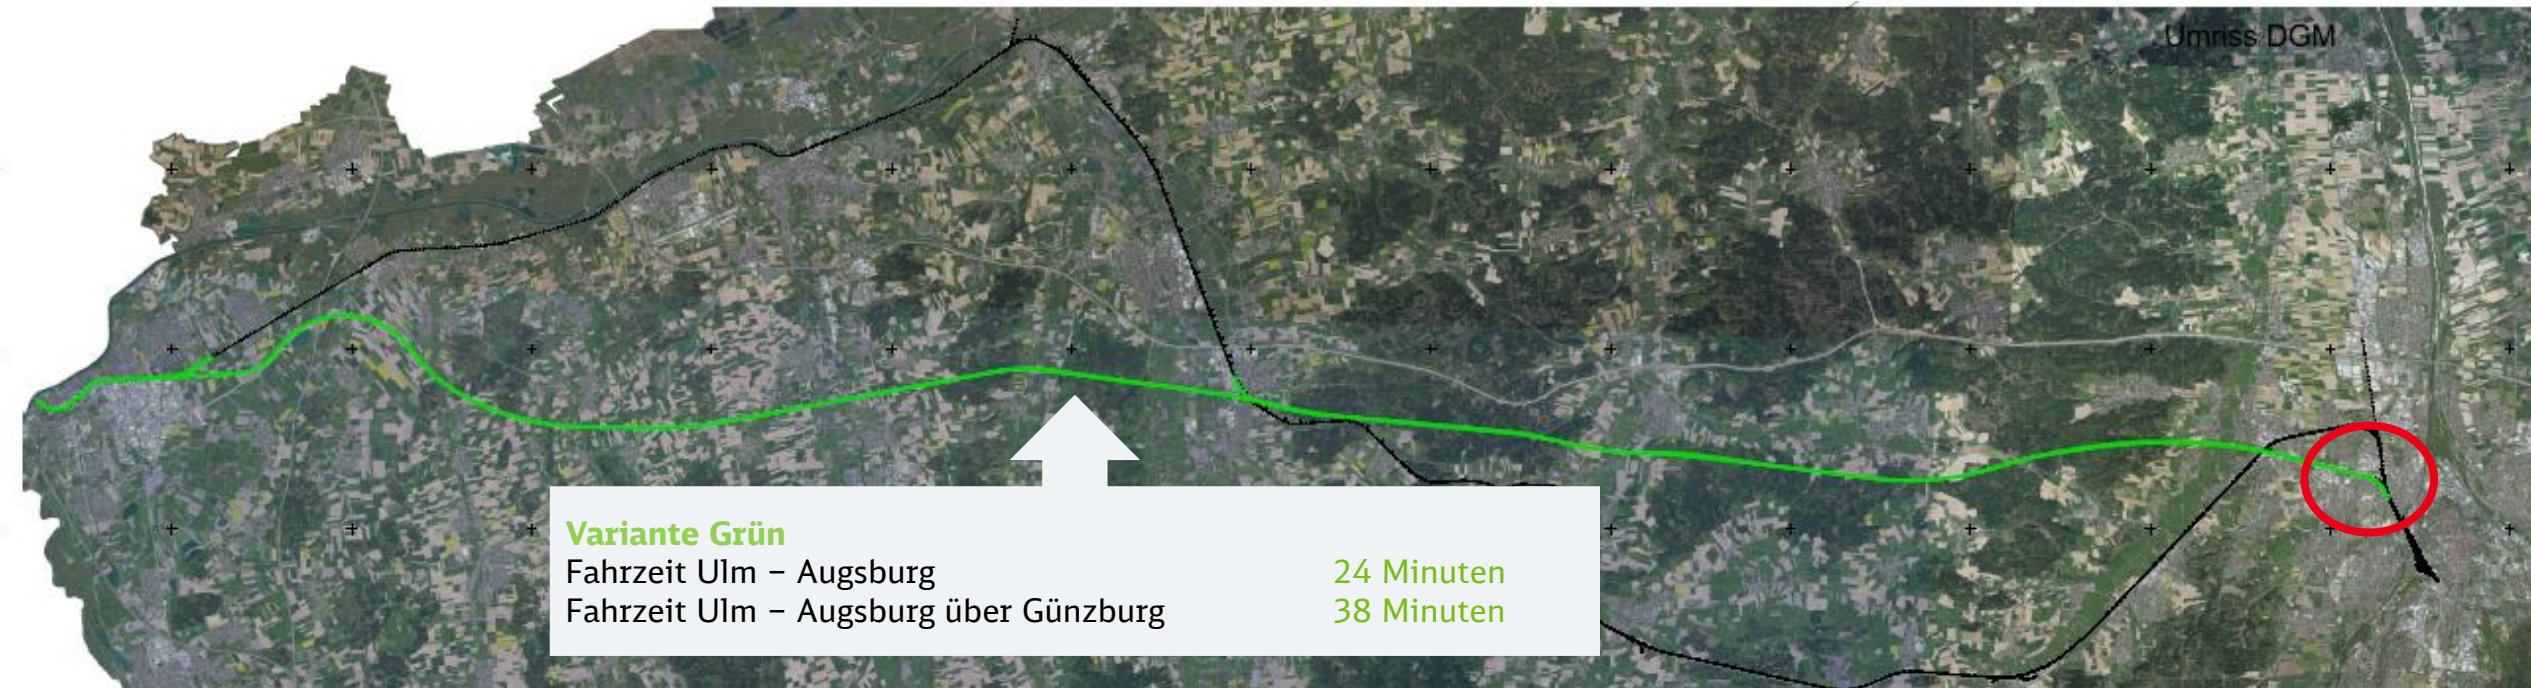 Umriss DGM
Variante Grün
Fahrzeit Ulm – Augsburg 24 Minuten
Fahrzeit Ulm – Augsburg über Günzburg 38 Minuten